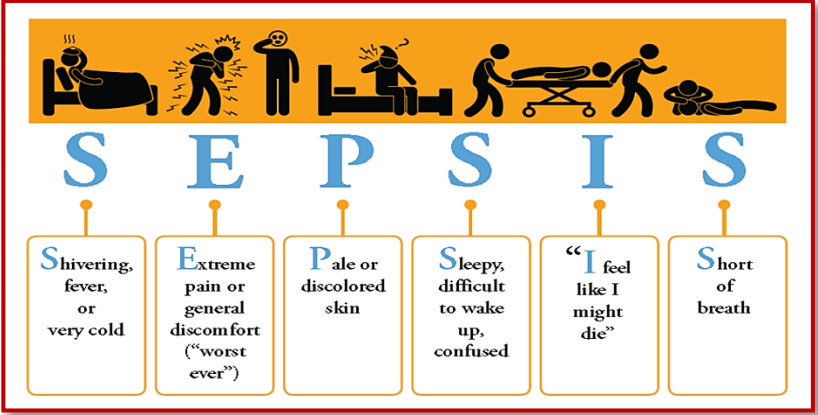 ?
S E P S I S
Shivering,
fever,
or
very cold
Extreme
pain or
general
discomfort
(“worst
ever”)
Pale or
discolored
skin
Sleepy,
difficult
to wake
up,
confused
“I feel
like I
might
die”
Short
of
breath